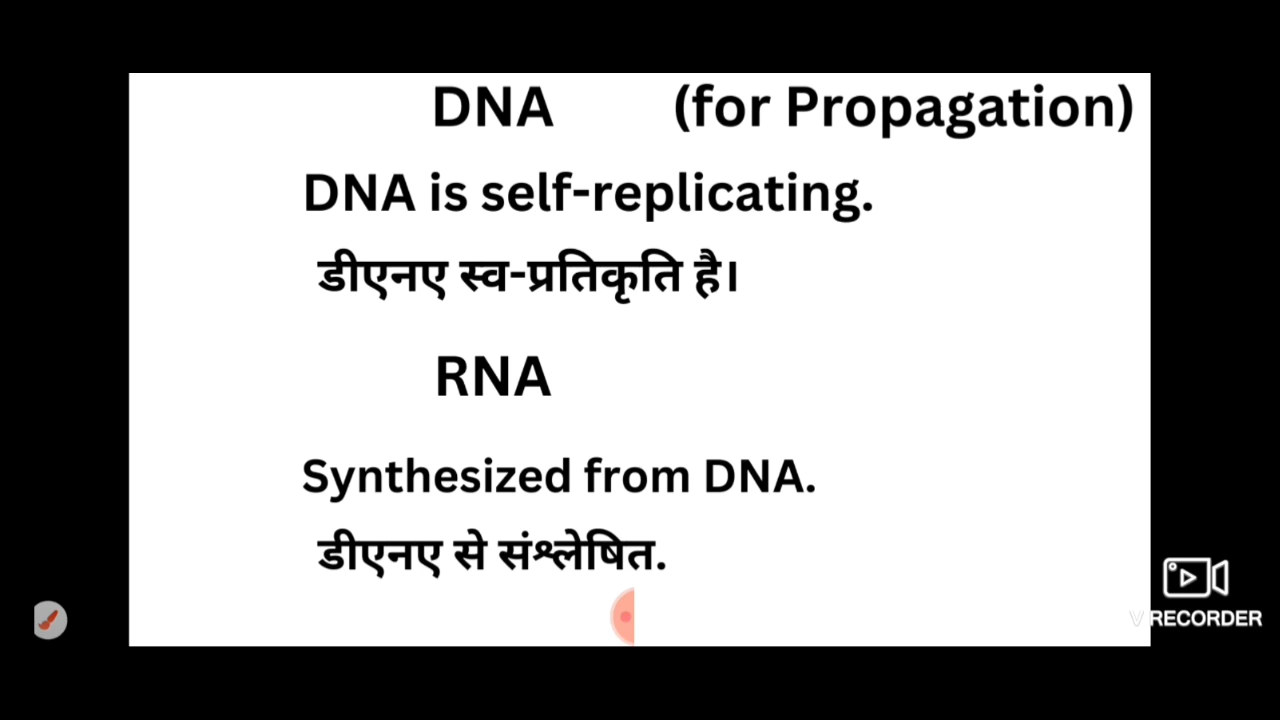 DNA (for Propagation)
DNA is self-replicating.
डीएनए स्व-प्रतिकृति है।
RNA
Synthesized from DNA.
डीएनए से संश्लेषित.
V RECORDER